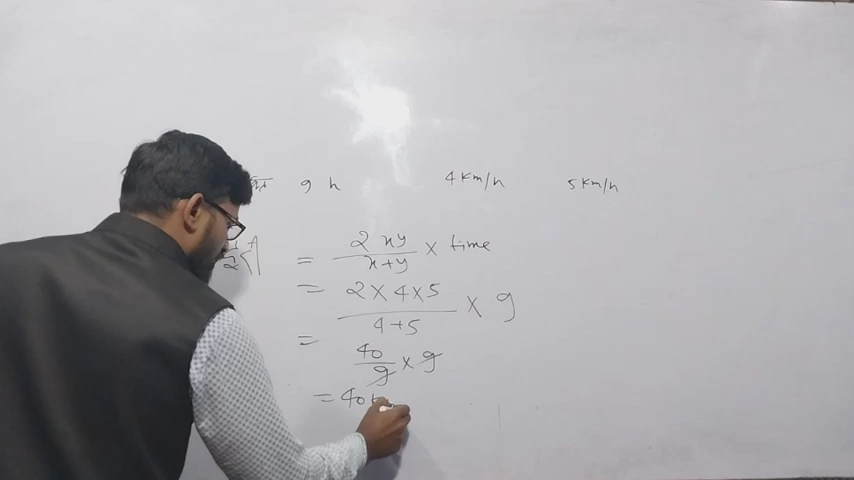 9 h 4 km/h 5 km/h
दूरी = 2xy / x+y × time
= 2×4×5 / 4+5 × 9
= 40 / 9 × 9
= 40 k